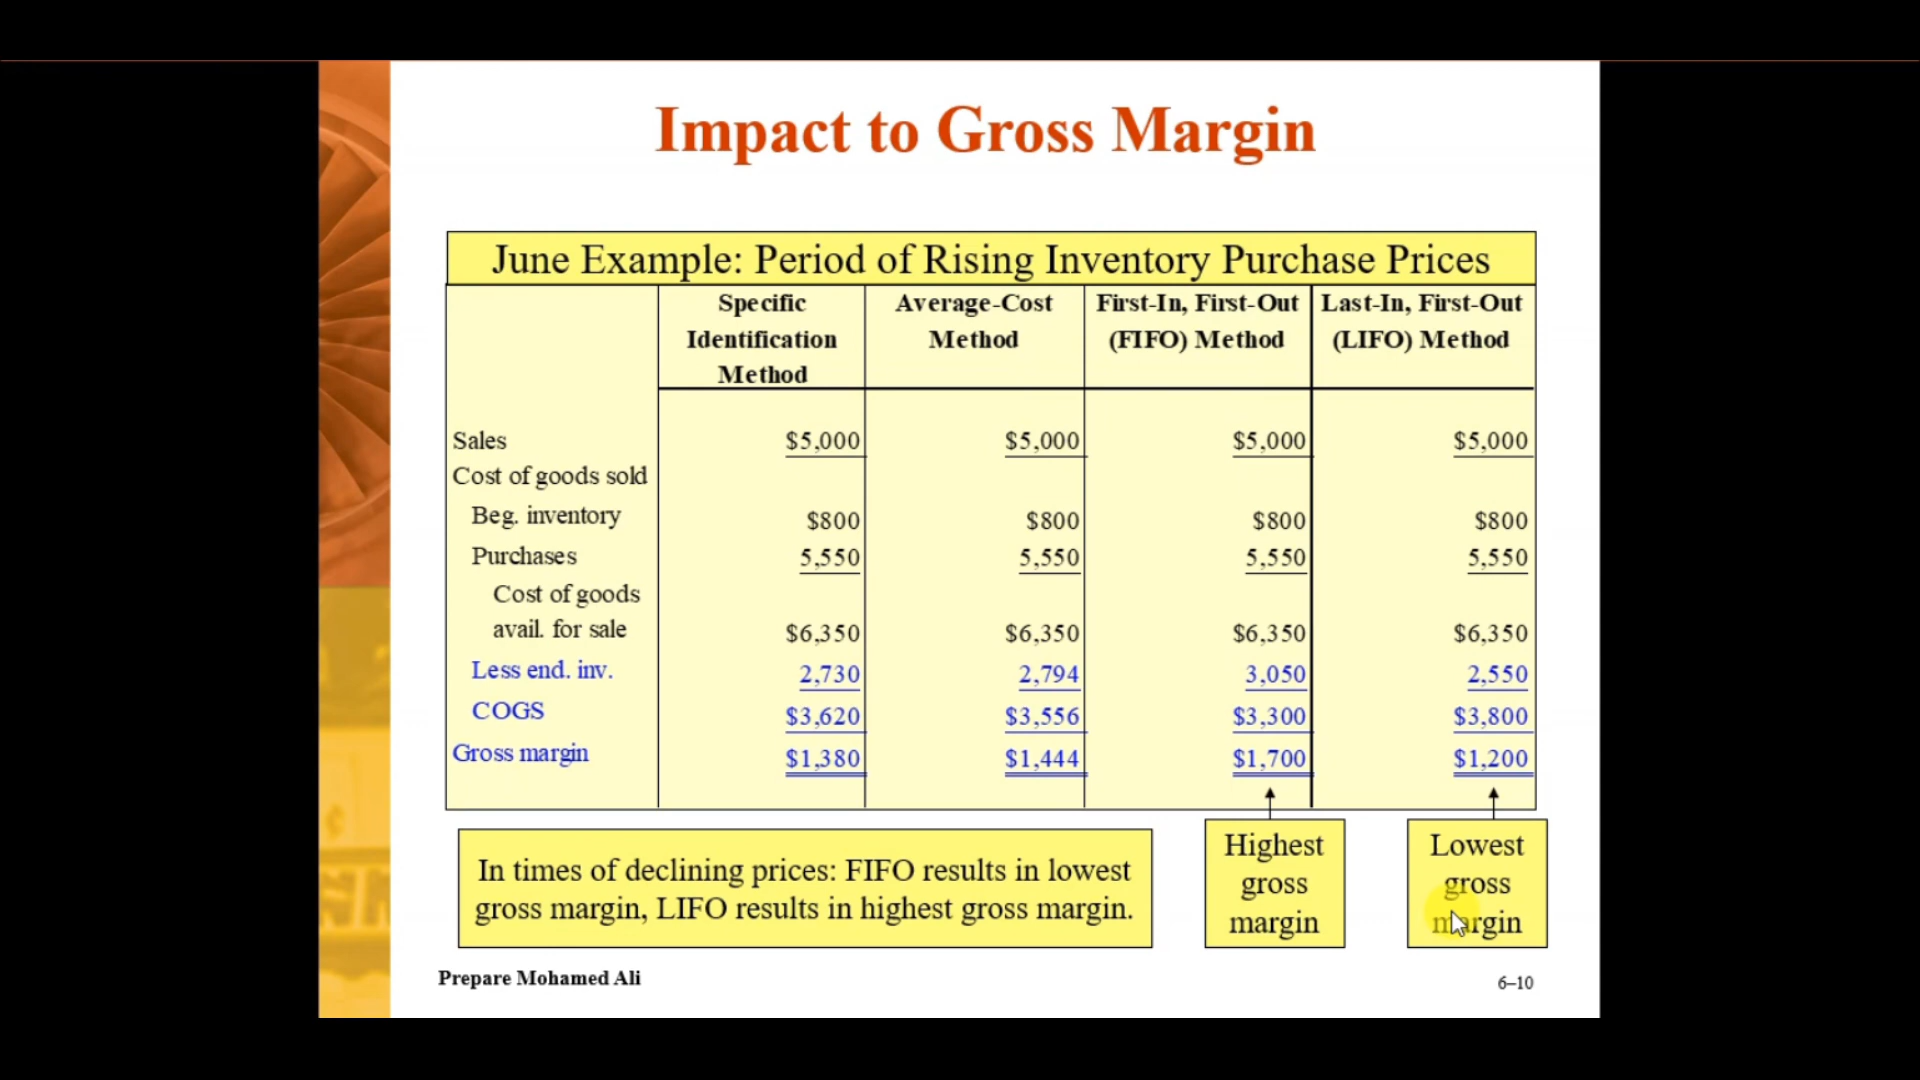 Impact to Gross Margin
June Example: Period of Rising Inventory Purchase Prices
Specific Identification Method
Average-Cost Method
First-In, First-Out (FIFO) Method
Last-In, First-Out (LIFO) Method
Sales $5,000 $5,000 $5,000 $5,000
Cost of goods sold
Beg. inventory $800 $800 $800 $800
Purchases 5,550 5,550 5,550 5,550
Cost of goods
avail. for sale $6,350 $6,350 $6,350 $6,350
Less end. inv. 2,730 2,794 3,050 2,550
COGS $3,620 $3,556 $3,300 $3,800
Gross margin $1,380 $1,444 $1,700 $1,200
In times of declining prices: FIFO results in lowest
gross margin, LIFO results in highest gross margin.
Highest
gross
margin
Lowest
gross
margin
Prepare Mohamed Ali
6–10